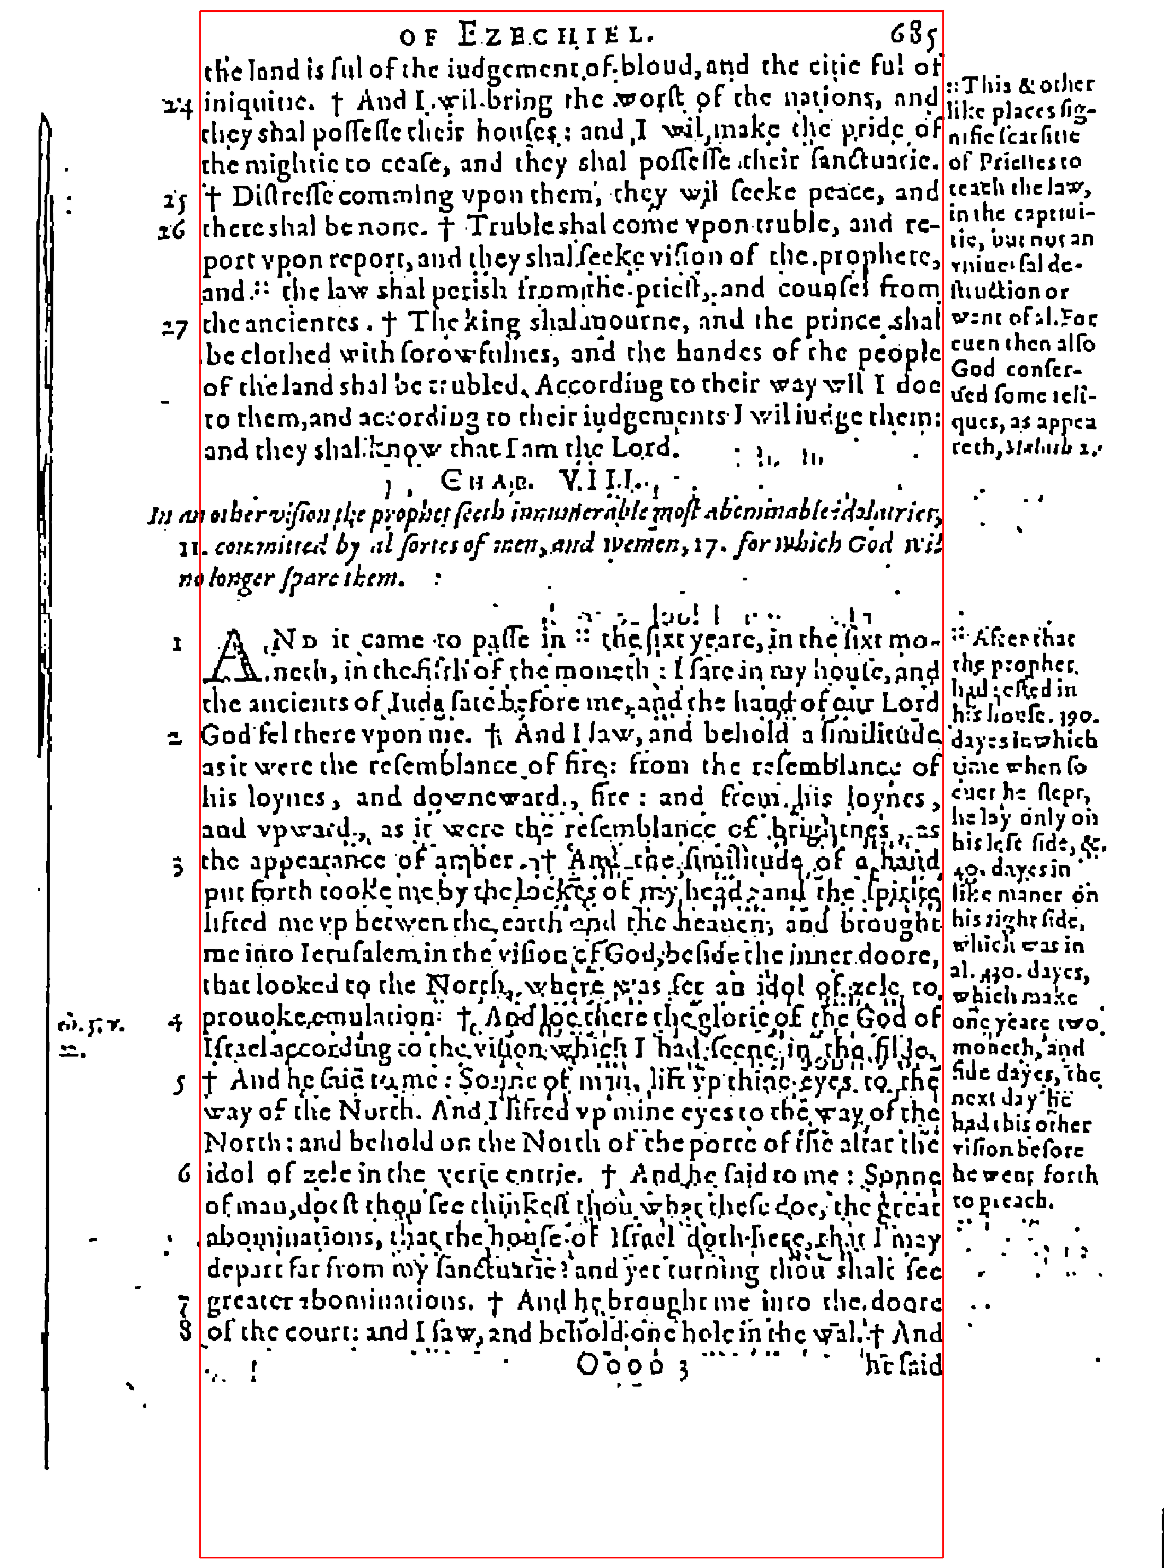 OF EZECHIEL. 685
the land is ful of the iudgement of bloud, and the citie ful of
24 iniquitie. † And I wil bring the worst of the nations, and
they shal possesse their houses: and I wil make the pride of
the mightie to cease, and they shal possesse their sanctuarie.
25 † Distresse comming vpon them, they wil seeke peace, and
26 there shal be none. † Truble shal come vpon truble, and re-
port vpon report, and they shal seeke vision of the prophete,
and :: the law shal perish from the priest, and counsel from
27 the ancientes. † The king shal mourne, and the prince shal
be clothed with sorowfulnes, and the handes of the people
of the land shal be trubled. According to their way wil I doe
to them, and according to their iudgements I wil iudge them:
and they shal know that I am the Lord.
:: This & other
like places sig-
nifie scarsitie
of Priestes to
teach the law,
in the captiui-
tie, but not an
vniuersal de-
struction or
want of al. For
euen then also
God conser-
ued some reli-
ques, as appea
reth,
CHAP. VIII.
In an other vision the prophet seeth innumerable most abominable idolatries,
11. committed by al sortes of men, and wemen, 17. for which God wil
no longer spare them.
1 AND it came to passe in :: the sixt yeare, in the sixt mo-
neth, in the fifth of the moneth: I sate in my house, and
the ancients of Iuda sate before me, and the hand of our Lord
2 God fel there vpon me. † And I saw, and behold a similitude
as it were the resemblance of fire: from the resemblance of
his loynes, and downeward, fire: and from his loynes,
and vpward, as it were the resemblance of brightnes, as
3 the appearance of amber. † And the similitude of a hand
put forth tooke me by the lockes of my head: and the spirite
lifted me vp betwen the earth and the heauen: and brought
me into Ierusalem in the vision of God, beside the inner doore,
that looked to the North, where was set an idol of zele to
4 prouoke emulation: † And loe there the glorie of the God of
Israel according to the vision which I had seene in the filde.
5 † And he said to me: Sonne of man, lift vp thine eyes to the
way of the North. And I lifted vp mine eyes to the way of the
North: and behold on the North of the porte of the altar the
6 idol of zele in the verie entrie. † And he said to me: Sonne
of man, doest thou see thinkest thou what these doe, the great
abominations, that the house of Israel doth here, that I may
depart far from my sanctuarie? and yet turning thou shalt see
7 greater abominations. † And he brought me into the doore
8 of the court: and I saw, and behold one hole in the wal. † And
:: After that
the prophet
had rested in
his house. 190.
dayes in which
time when so
euer he slept,
he lay only on
his left side, &
40. dayes in
like maner on
his right side,
which was in
al. 430. dayes,
which make
one yeare two
moneth, and
fiue dayes, the
next day he
had this other
vision before
he went forth
to preach.
Oooo 3 he said